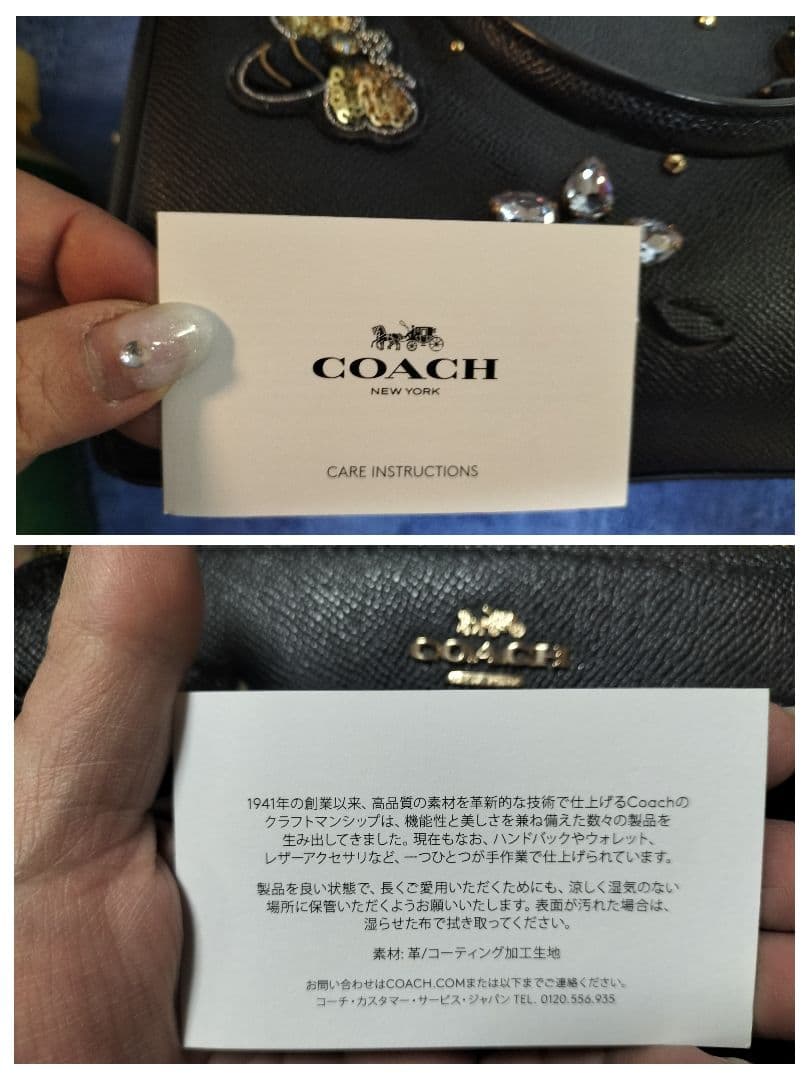 COACH
NEW YORK
CARE INSTRUCTIONS
COACH
1941年の創業以来、高品質の素材を革新的な技術で仕上げるCoachの
クラフトマンシップは、機能性と美しさを兼ね備えた数々の製品を
生み出してきました。現在もなお、ハンドバックやウォレット、
レザーアクセサリなど、一つひとつが手作業で仕上げられています。
製品を良い状態で、長くご愛用いただくためにも、涼しく湿気のない
場所に保管いただくようお願いいたします。表面が汚れた場合は、
湿らせた布で拭き取ってください。
素材: 革/コーティング加工生地
お問い合わせはCOACH.COMまたは以下までご連絡ください。
コーチ・カスタマー・サービス・ジャパン TEL. 0120.556.935